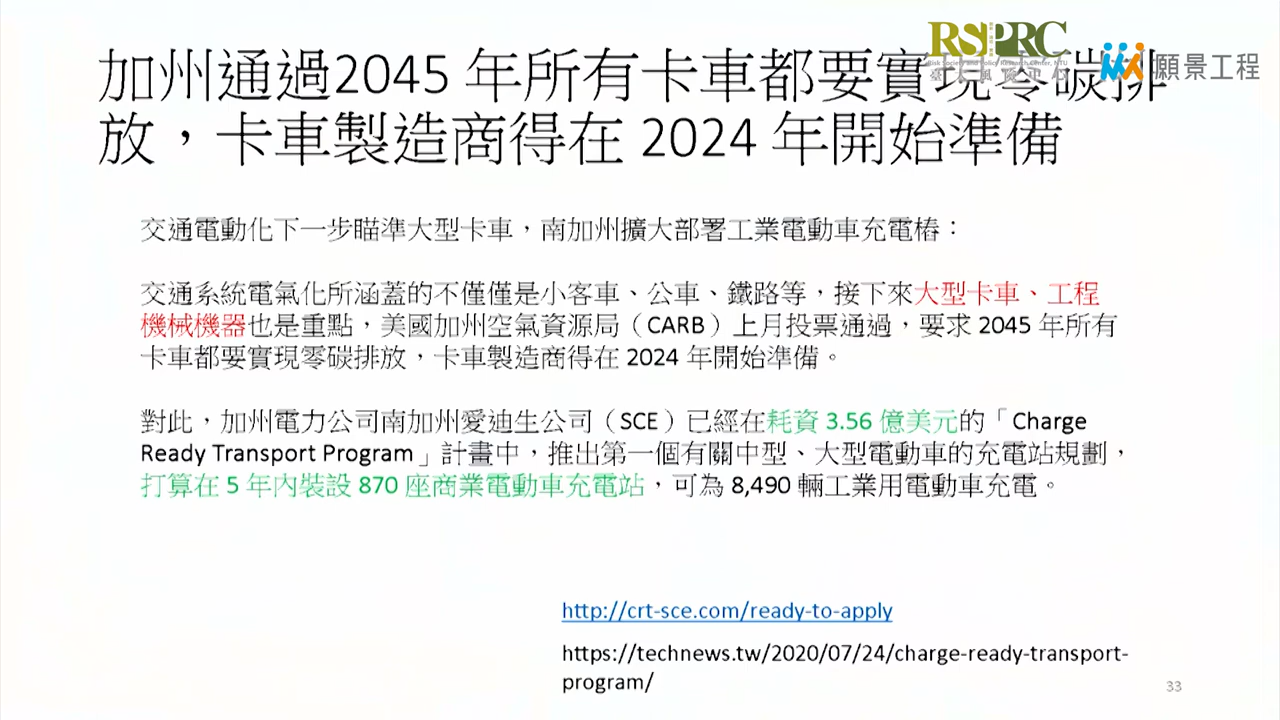 RSPRC
Risk Society and Policy Research Center, NTU
願景工程
加州通過2045 年所有卡車都要實現零碳排
放，卡車製造商得在 2024 年開始準備
交通電動化下一步瞄準大型卡車，南加州擴大部署工業電動車充電樁：
交通系統電氣化所涵蓋的不僅僅是小客車、公車、鐵路等，接下來大型卡車、工程
機械機器也是重點，美國加州空氣資源局（CARB）上月投票通過，要求 2045 年所有
卡車都要實現零碳排放，卡車製造商得在 2024 年開始準備。
對此，加州電力公司南加州愛迪生公司（SCE）已經在耗資 3.56 億美元的「Charge
Ready Transport Program」計畫中，推出第一個有關中型、大型電動車的充電站規劃，
打算在 5 年內裝設 870 座商業電動車充電站，可為 8,490 輛工業用電動車充電。
http://crt-sce.com/ready-to-apply
https://technews.tw/2020/07/24/charge-ready-transport-
program/
33